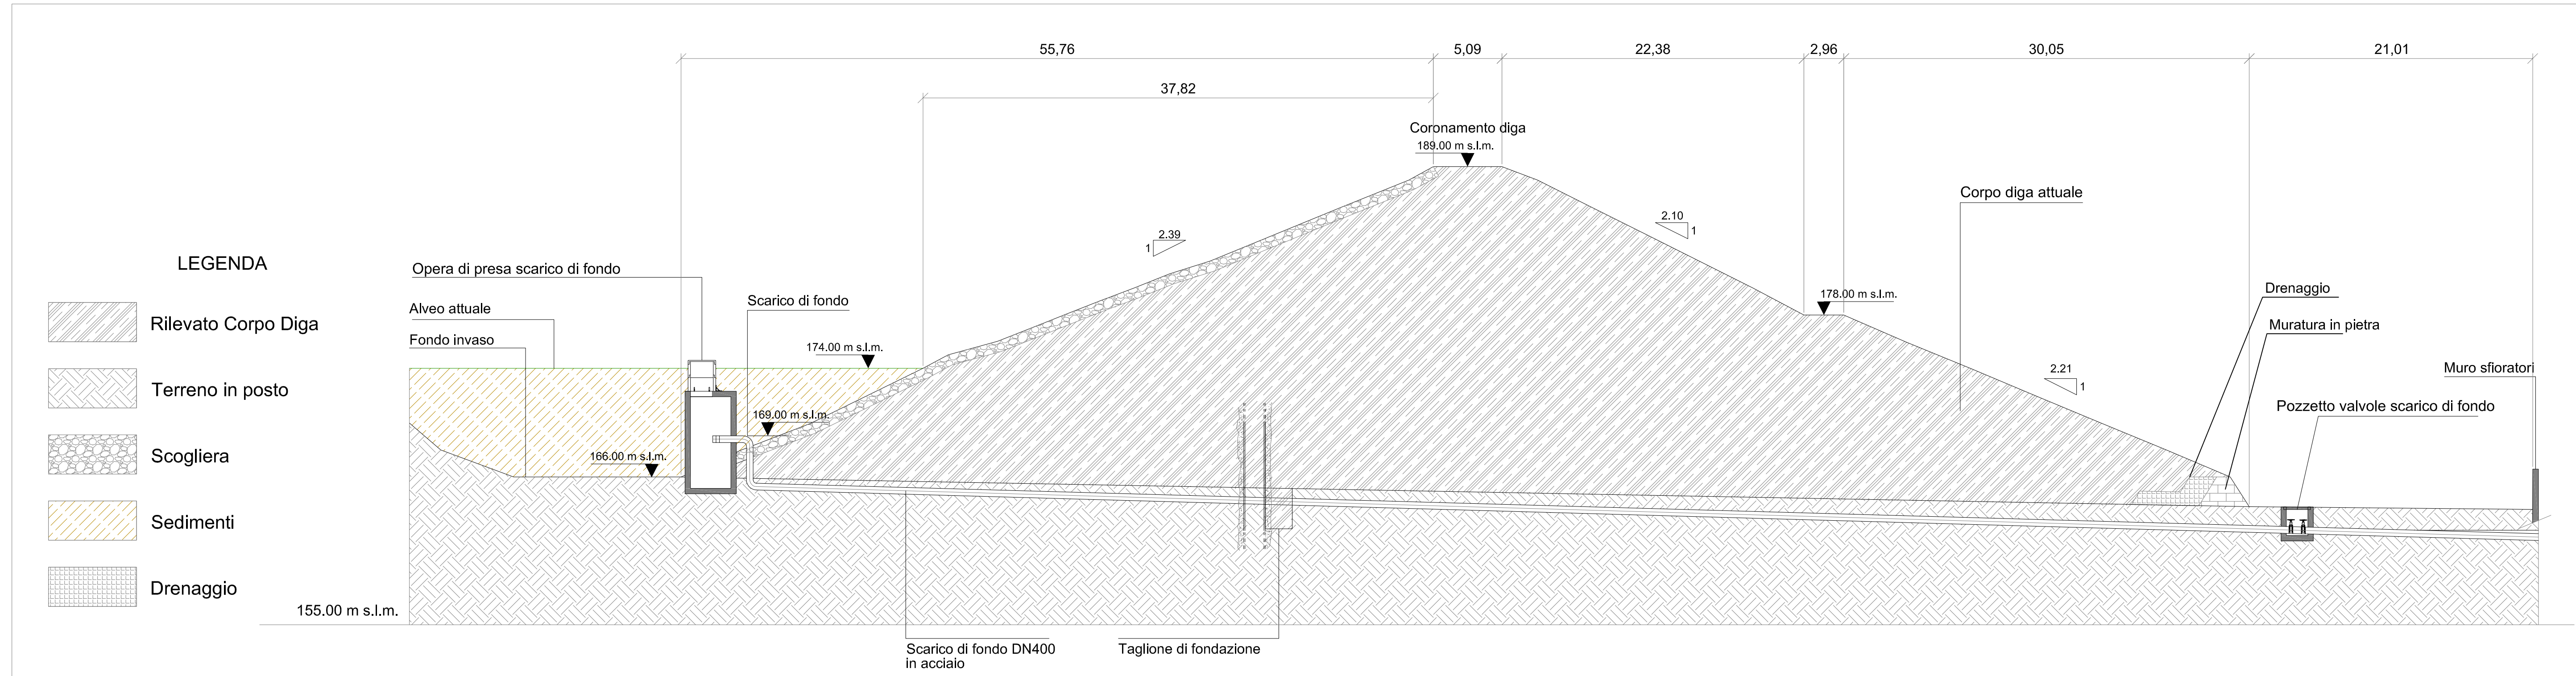 55,76
5,09
22,38
2,96
30,05
21,01
37,82
Coronamento diga
189.00 m s.l.m.
Corpo diga attuale
2.10
1
2.39
1
LEGENDA
Rilevato Corpo Diga
Terreno in posto
Scogliera
Sedimenti
Drenaggio
155.00 m s.l.m.
Opera di presa scarico di fondo
Alveo attuale
Fondo invaso
Scarico di fondo
174.00 m s.l.m.
169.00 m s.l.m.
166.00 m s.l.m.
178.00 m s.l.m.
2.21
1
Drenaggio
Muratura in pietra
Muro sfioratori
Pozzetto valvole scarico di fondo
Scarico di fondo DN400
in acciaio
Taglione di fondazione